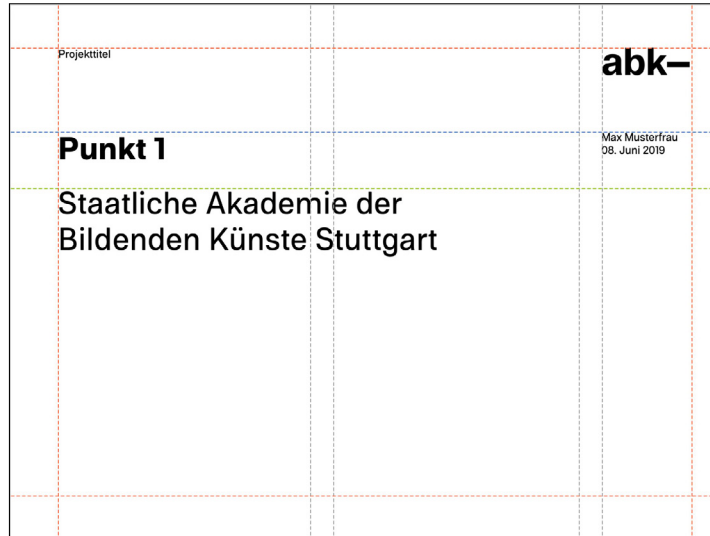 Projekttitel
abk–
Max Musterfrau
08. Juni 2019
Punkt 1
Staatliche Akademie der
Bildenden Künste Stuttgart